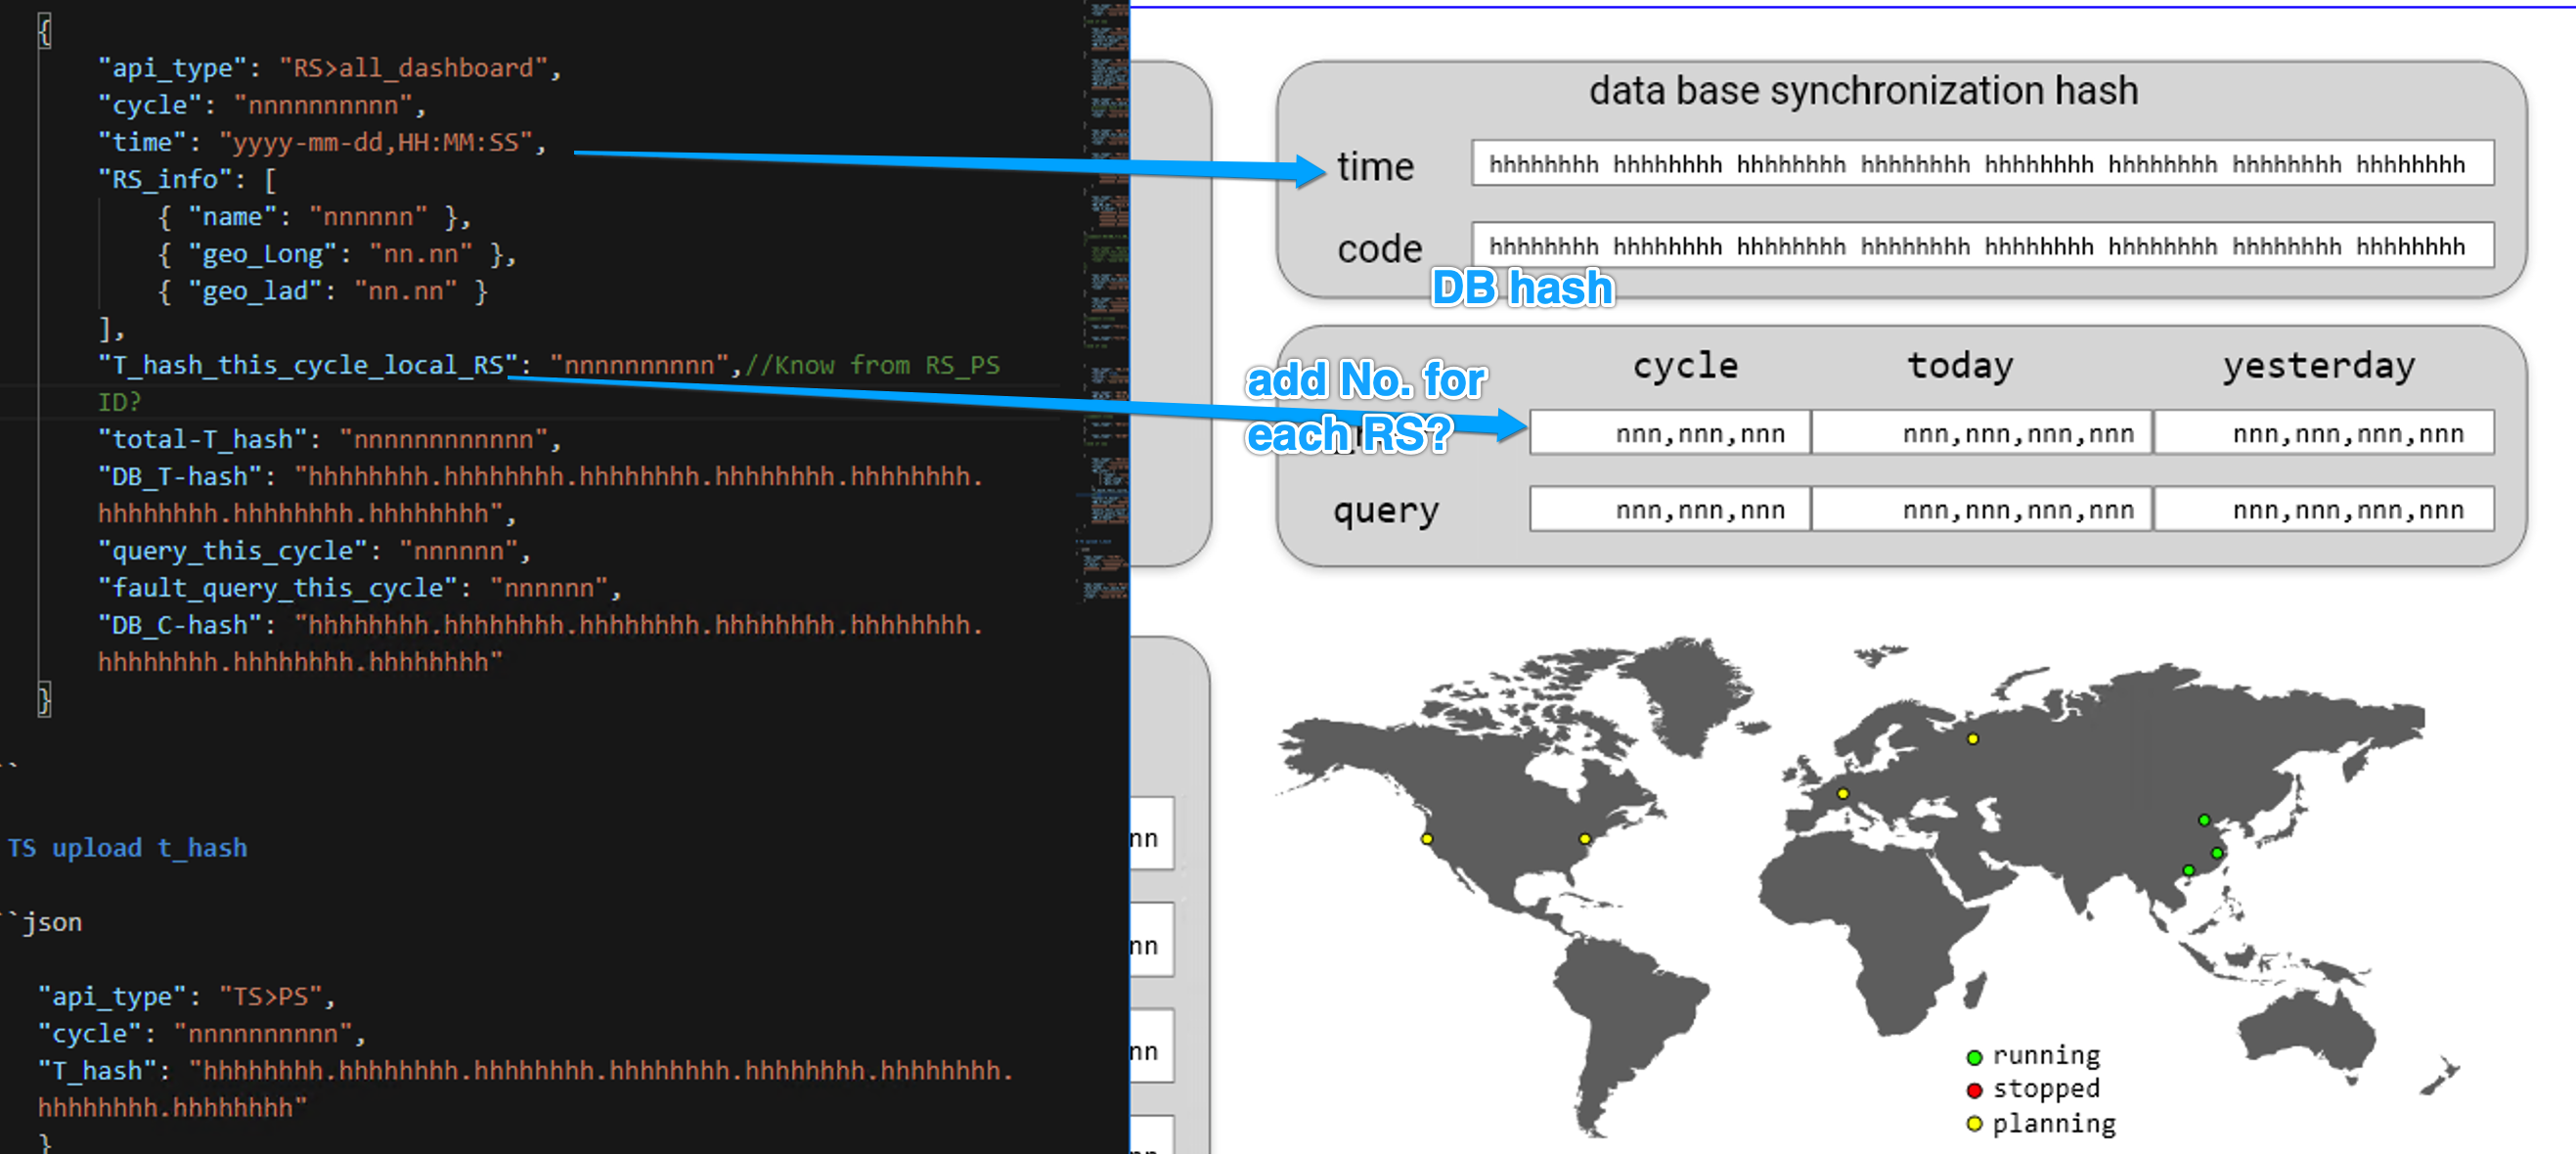 {
"api_type": "RS>all_dashboard",
"cycle": "nnnnnnnnnn",
"time": "yyyy-mm-dd,HH:MM:SS",
"RS_info": [
{ "name": "nnnnnn" },
{ "geo_Long": "nn.nn" },
{ "geo_lad": "nn.nn" }
],
"T_hash_this_cycle_local_RS": "nnnnnnnnnn",//Know from RS_PS
ID?
"total-T_hash": "nnnnnnnnnnnnn",
"DB_T-hash": "hhhhhhhh.hhhhhhhh.hhhhhhhh.hhhhhhhh.hhhhhhhh.
hhhhhhhh.hhhhhhhh.hhhhhhhh",
"query_this_cycle": "nnnnnn",
"fault_query_this_cycle": "nnnnnn",
"DB_C-hash": "hhhhhhhh.hhhhhhhh.hhhhhhhh.hhhhhhhh.hhhhhhhh.
hhhhhhhh.hhhhhhhh.hhhhhhhh"
}
``
TS upload t_hash
``json
"api_type": "TS>PS",
"cycle": "nnnnnnnnnnn",
"T_hash": "hhhhhhhh.hhhhhhhh.hhhhhhhh.hhhhhhhh.hhhhhhhh.hhhhhhhh.
hhhhhhhh.hhhhhhhh"
}
nn
nn
nn
data base synchronization hash
time hhhhhhhh hhhhhhhh hhhhhhhh hhhhhhhh hhhhhhhh hhhhhhhh hhhhhhhh hhhhhhhh
code hhhhhhhh hhhhhhhh hhhhhhhh hhhhhhhh hhhhhhhh hhhhhhhh hhhhhhhh hhhhhhhh
DB hash
cycle today yesterday
add No. for
each RS?
nnn,nnn,nnn nnn,nnn,nnn,nnn nnn,nnn,nnn,nnn
query nnn,nnn,nnn nnn,nnn,nnn,nnn nnn,nnn,nnn,nnn
running
stopped
planning